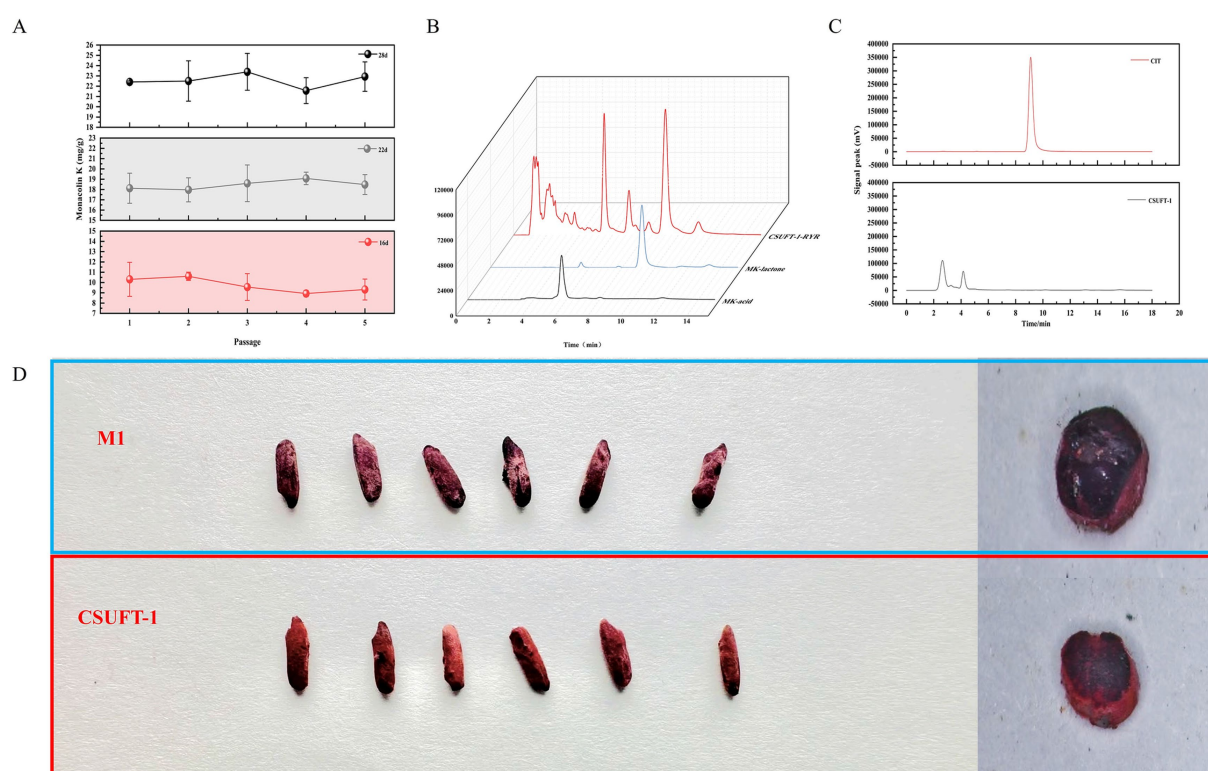 A
Monacolin K (mg/g)
26
25
24
23
22
21
20
19
18
28d
23
22
21
20
19
18
17
16
15
22d
15
14
13
12
11
10
9
8
7
16d
1 2 3 4 5
Passage
B
120000
96000
72000
48000
24000
0
CSUFT-1-RYR
MK-lactone
MK-acid
0 2 4 6 8 10 12 14
Time（min）
C
Signal peak (mV)
400000
350000
300000
250000
200000
150000
100000
50000
0
-50000
CIT
400000
350000
300000
250000
200000
150000
100000
50000
0
-50000
CSUFT-1
0 2 4 6 8 10 12 14 16 18 20
Time/min
D
M1
CSUFT-1